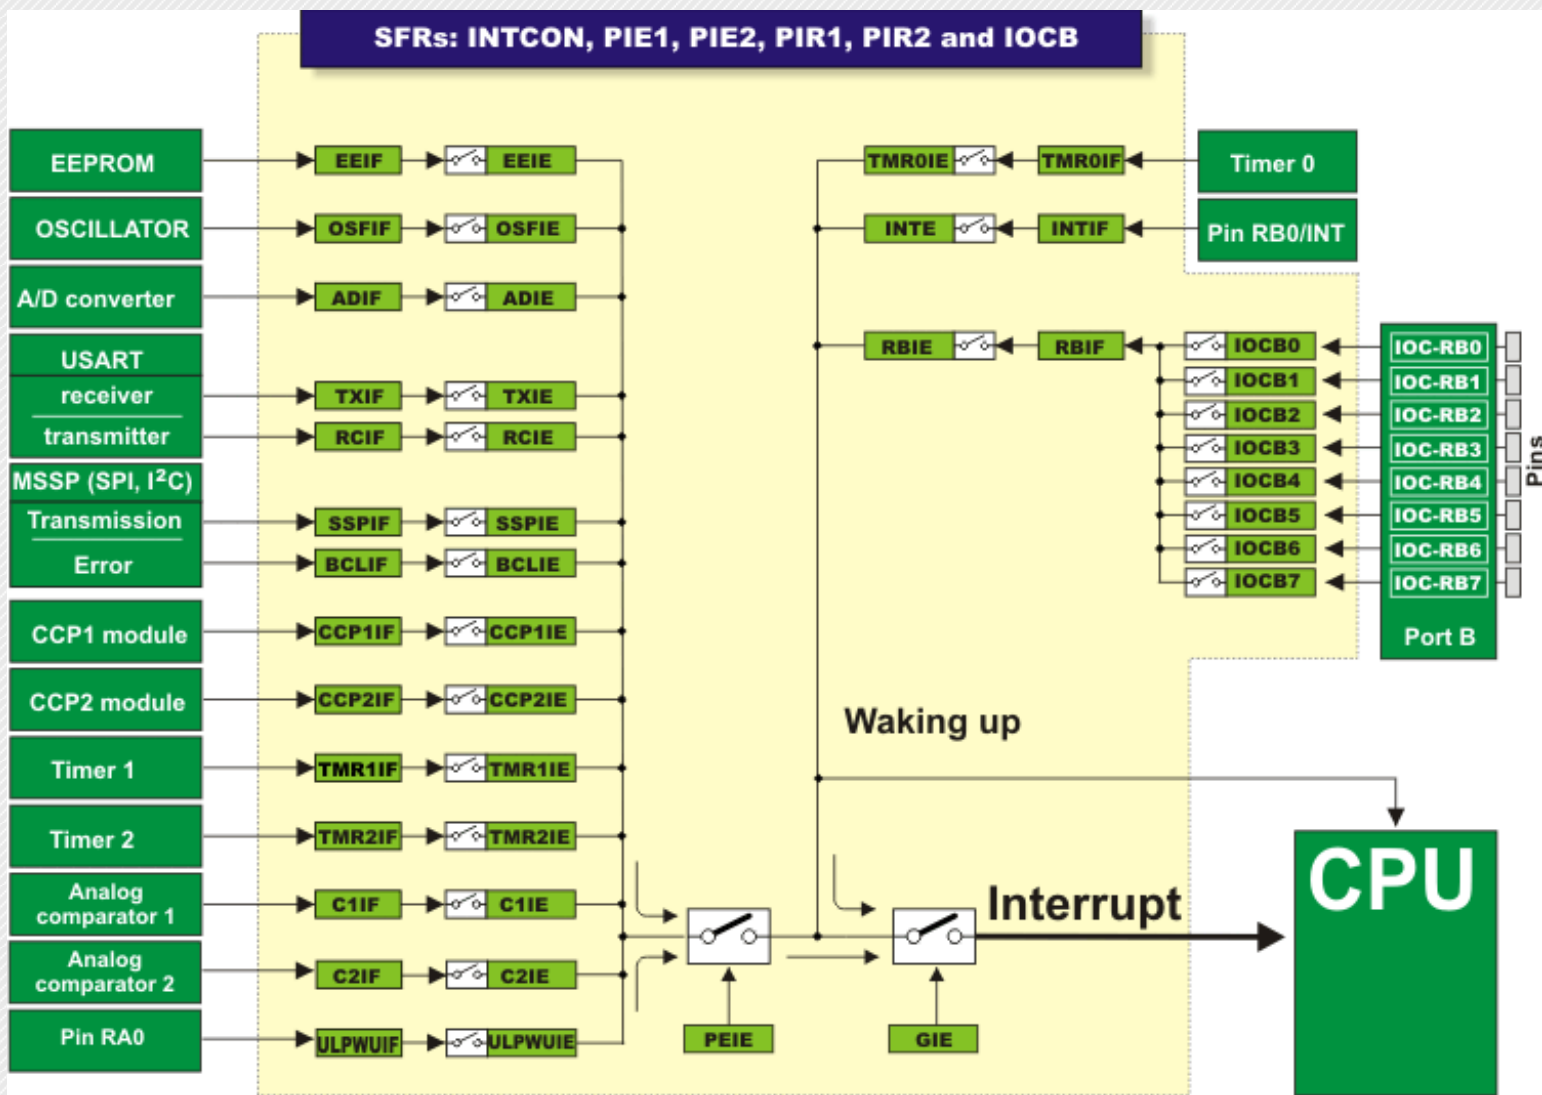 SFRs: INTCON, PIE1, PIE2, PIR1, PIR2 and IOCB
EEPROM
EEIF
EEIE
TMR0IE
TMR0IF
Timer 0
OSCILLATOR
OSFIF
OSFIE
INTE
INTIF
Pin RB0/INT
A/D converter
ADIF
ADIE
USART
receiver
transmitter
TXIF
TXIE
RCIF
RCIE
RBIE
RBIF
IOCB0
IOCB1
IOCB2
IOCB3
IOCB4
IOCB5
IOCB6
IOCB7
IOC-RB0
IOC-RB1
IOC-RB2
IOC-RB3
IOC-RB4
IOC-RB5
IOC-RB6
IOC-RB7
Port B
Pins
MSSP (SPI, I²C)
Transmission
Error
SSPIF
SSPIE
BCLIF
BCLIE
CCP1 module
CCP1IF
CCP1IE
CCP2 module
CCP2IF
CCP2IE
Waking up
Timer 1
TMR1IF
TMR1IE
Timer 2
TMR2IF
TMR2IE
Analog
comparator 1
C1IF
C1IE
Analog
comparator 2
C2IF
C2IE
Pin RA0
ULPWUIF
ULPWUIE
PEIE
GIE
Interrupt
CPU